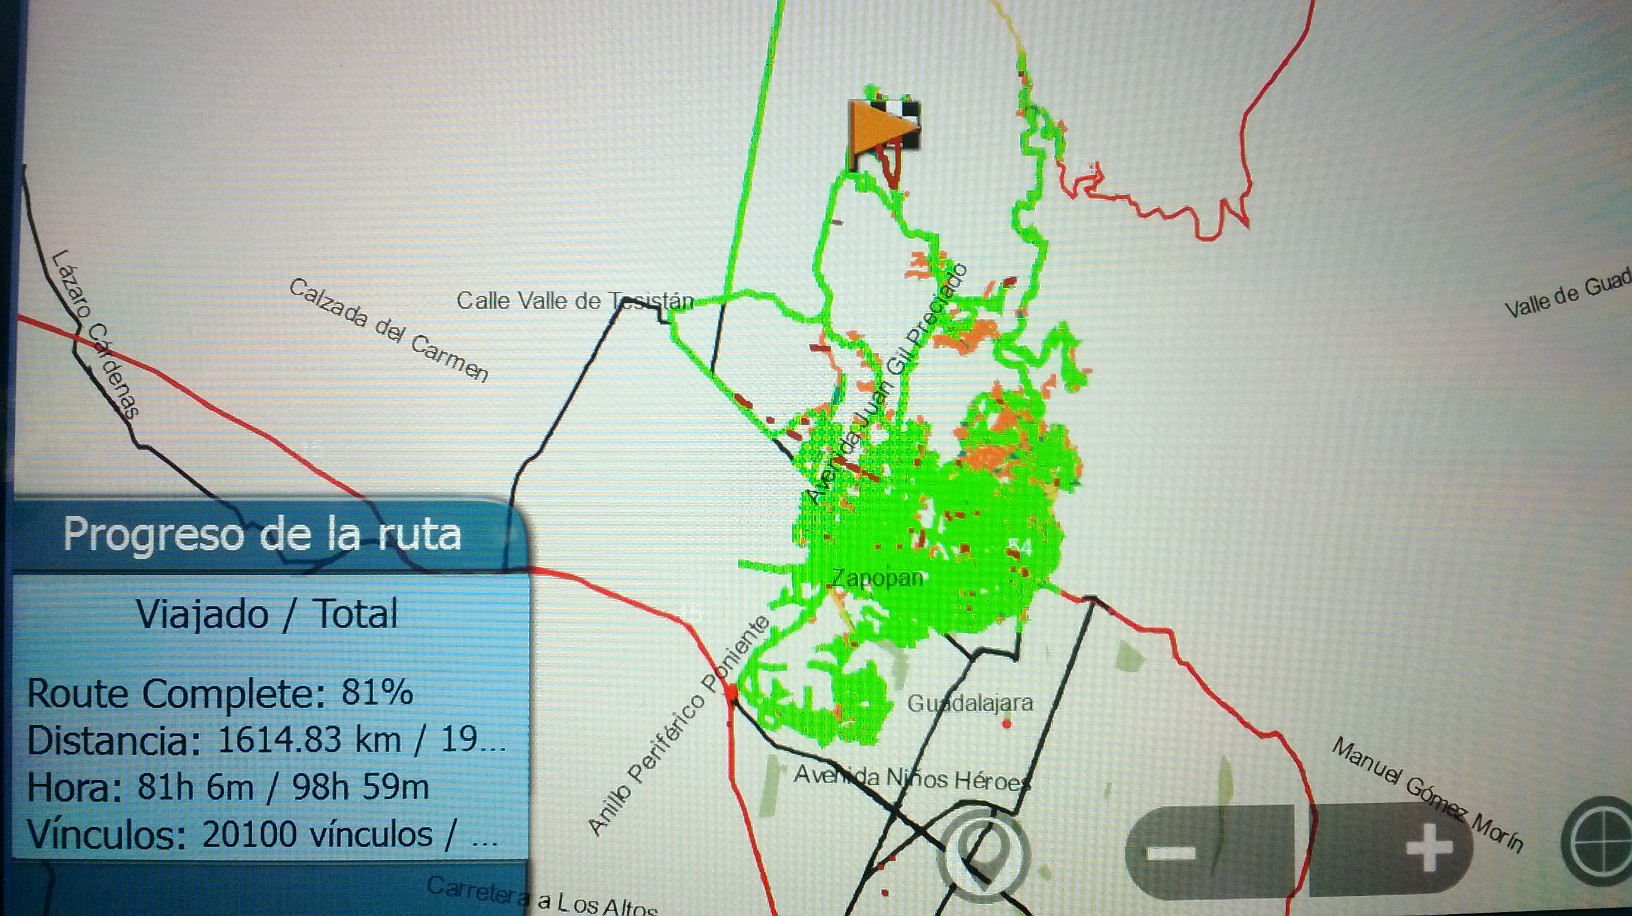 Calle Valle de Tesistán
Lázaro Cárdenas
Calzada del Carmen
Avenida Juan Gil Preciado
Valle de Guad
54
Zapopan
Progreso de la ruta
Viajado / Total
Route Complete: 81%
Distancia: 1614.83 km / 19...
Hora: 81h 6m / 98h 59m
Vínculos: 20100 vínculos / ...
15
Anillo Periférico Poniente
Guadalajara
Avenida Niños Héroes
Manuel Gómez Morín
Carretera a Los Altos